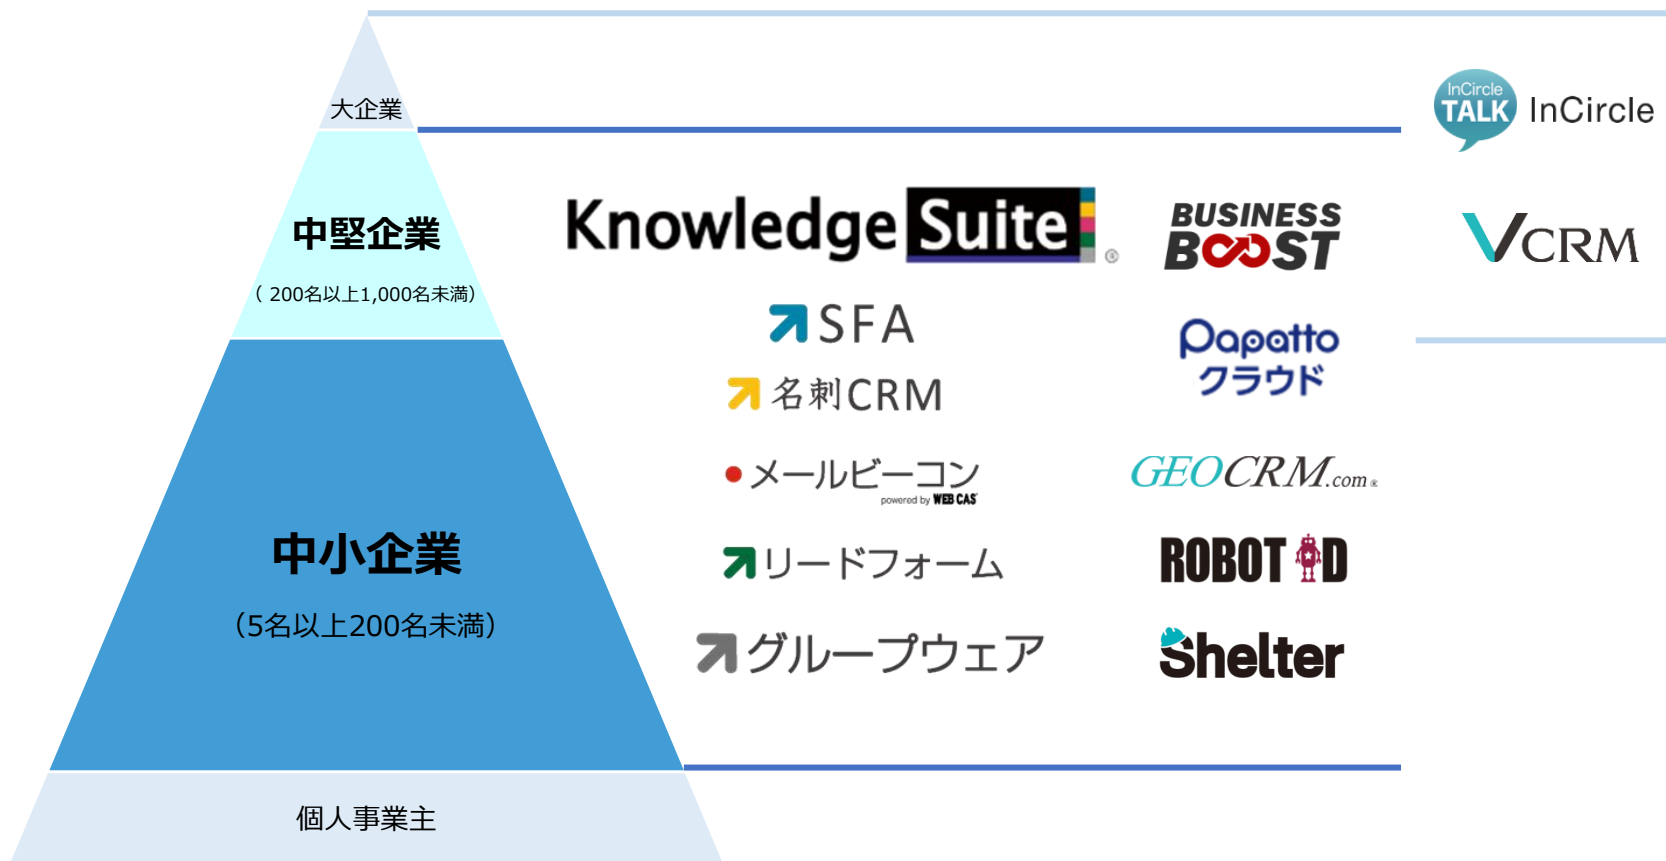 大企業
中堅企業
（ 200名以上1,000名未満）
中小企業
（5名以上200名未満）
個人事業主
Knowledge Suite®
SFA
名刺CRM
メールビーコン
powered by WEB CAS
リードフォーム
グループウェア
BUSINESS
BOOST
Papatto
クラウド
GEOCRM.com®
ROBOT ID
Shelter
InCircle
TALK
InCircle
VCRM